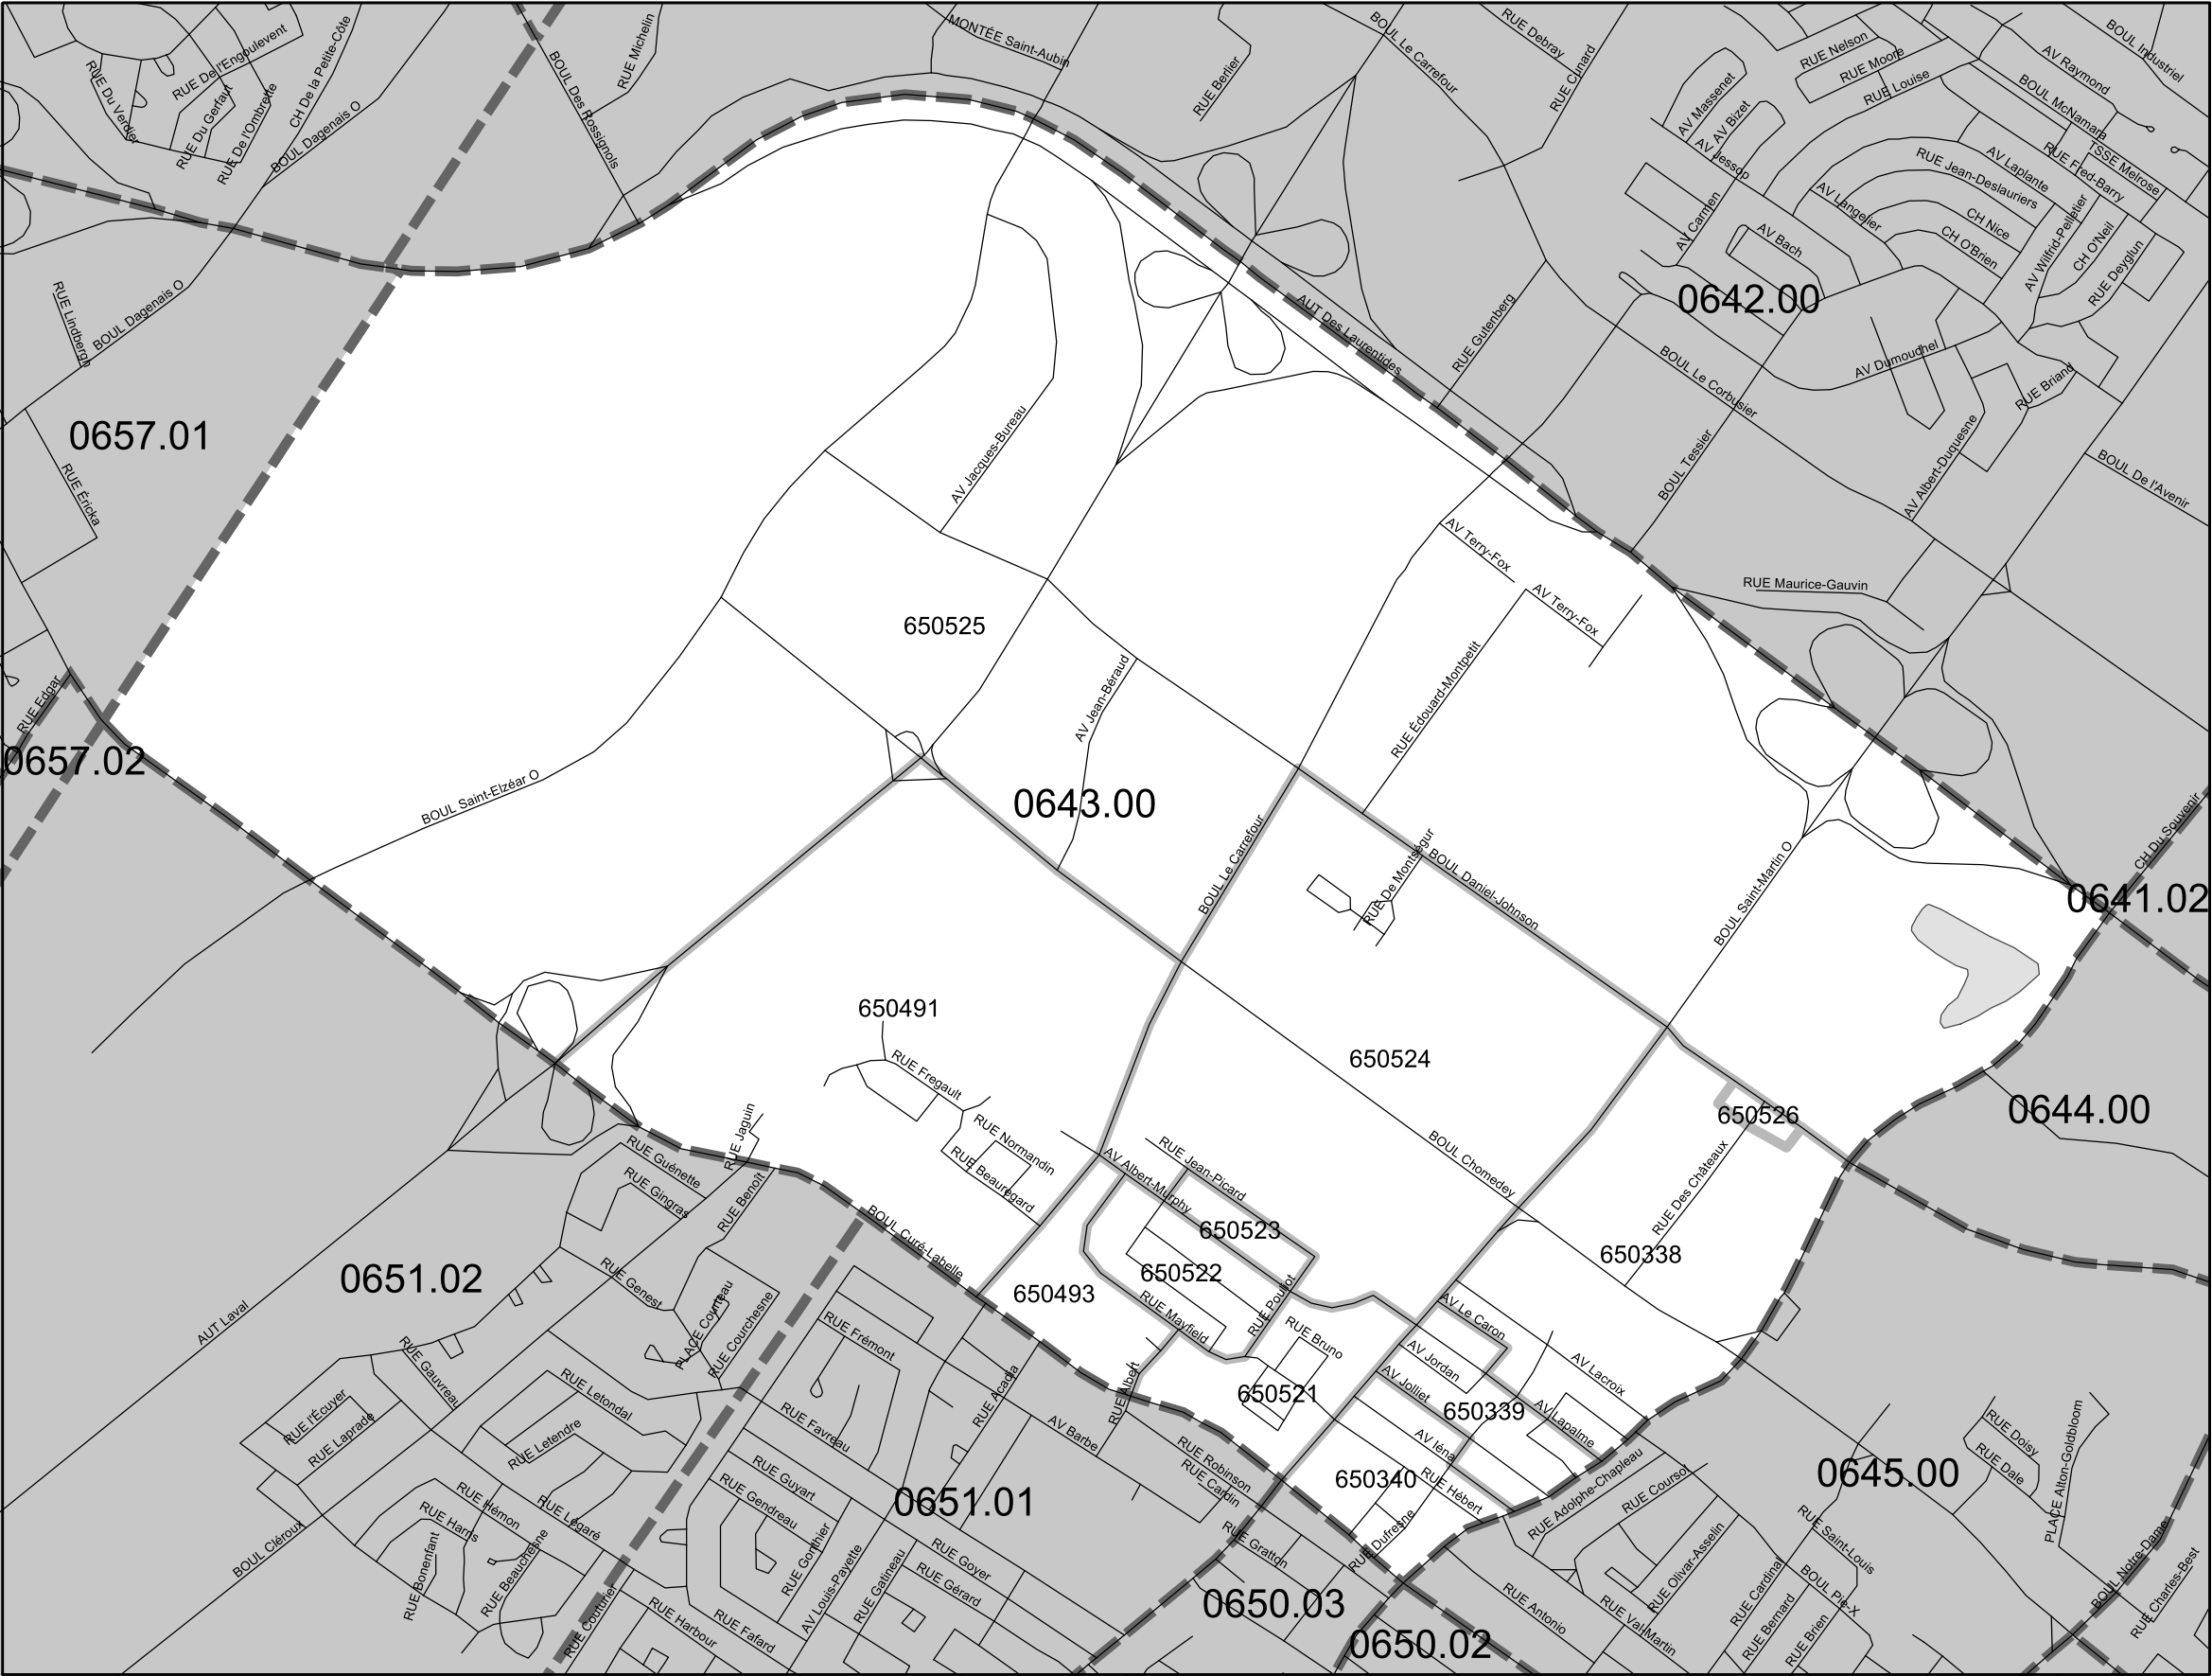 MONTÉE Saint-Aubin
BOUL Le Carrefour
RUE Debray
RUE Cunard
RUE Nelson
RUE Moore
RUE Louise
AV Raymond
BOUL Industriel
BOUL McNamara
RUE De l'Engoulevent
CH De la Petite-Côte
RUE Du Verdier
RUE Du Gerfaut
RUE De l'Ombrette
BOUL Dagenais O
BOUL Des Rossignols
RUE Michelin
RUE Berlier
AV Massenet
AV Bizet
AV Jessop
AV Carmen
AV Bach
RUE Fred-Barry
TSSE Melrose
AV Laplante
RUE Jean-Deslauriers
AV Langelier
CH Nice
CH O'Brien
AV Wilfrid-Pelletier
CH O'Neil
RUE Deyglun
0642.00
RUE Lindbergh
BOUL Dagenais O
AUT Des Laurentides
RUE Gutenberg
BOUL Le Corbusier
AV Dumouchel
RUE Briand
0657.01
RUE Éricka
AV Jacques-Bureau
BOUL Tessier
AV Albert-Duquesne
BOUL De l'Avenir
AV Terry-Fox
AV Terry-Fox
RUE Maurice-Gauvin
650525
RUE Edgar
0657.02
AV Jean-Béraud
RUE Édouard-Montpetit
BOUL Saint-Elzéar O
0643.00
BOUL Le Carrefour
RUE De Montségur
BOUL Daniel-Johnson
BOUL Saint-Martin O
CH Du Souvenir
0641.02
650491
RUE Fregault
RUE Normandin
RUE Beauregard
650524
650526
0644.00
RUE Jaguin
RUE Guénette
RUE Gingras
RUE Benoît
BOUL Curé-Labelle
AV Albert-Murphy
RUE Jean-Picard
BOUL Chomedey
RUE Des Châteaux
650523
650522
650338
650493
RUE Mayfield
RUE Pouliot
RUE Bruno
0651.02
RUE Genest
PLACE Courteau
RUE Courchesne
AUT Laval
RUE Gauvreau
RUE Frémont
AV Le Caron
AV Jordan
AV Jolliet
AV Lacroix
RUE l'Écuyer
RUE Laprade
RUE Letondal
RUE Letendre
RUE Favreau
RUE Acadia
RUE Albert
650521
650339
AV Lapalme
AV Barbe
AV Iéna
RUE Hébert
650340
RUE Robinson
RUE Cardin
RUE Adolphe-Chapleau
RUE Coursol
0645.00
RUE Doisy
RUE Dale
PLACE Alton-Goldbloom
RUE Guyart
RUE Gendreau
0651.01
RUE Hémon
RUE Harris
RUE Légaré
BOUL Cléroux
RUE Bonenfant
RUE Beauchesne
RUE Gonthier
AV Louis-Payette
RUE Gatineau
RUE Goyer
RUE Gérard
RUE Gratton
RUE Dufresne
RUE Olivar-Asselin
RUE Saint-Louis
BOUL Pie-X
RUE Cardinal
RUE Bernard
RUE Brien
BOUL Notre-Dame
RUE Charles-Best
RUE Couturier
RUE Harbour
RUE Fafard
0650.03
0650.02
RUE Antonio
RUE Val-Martin